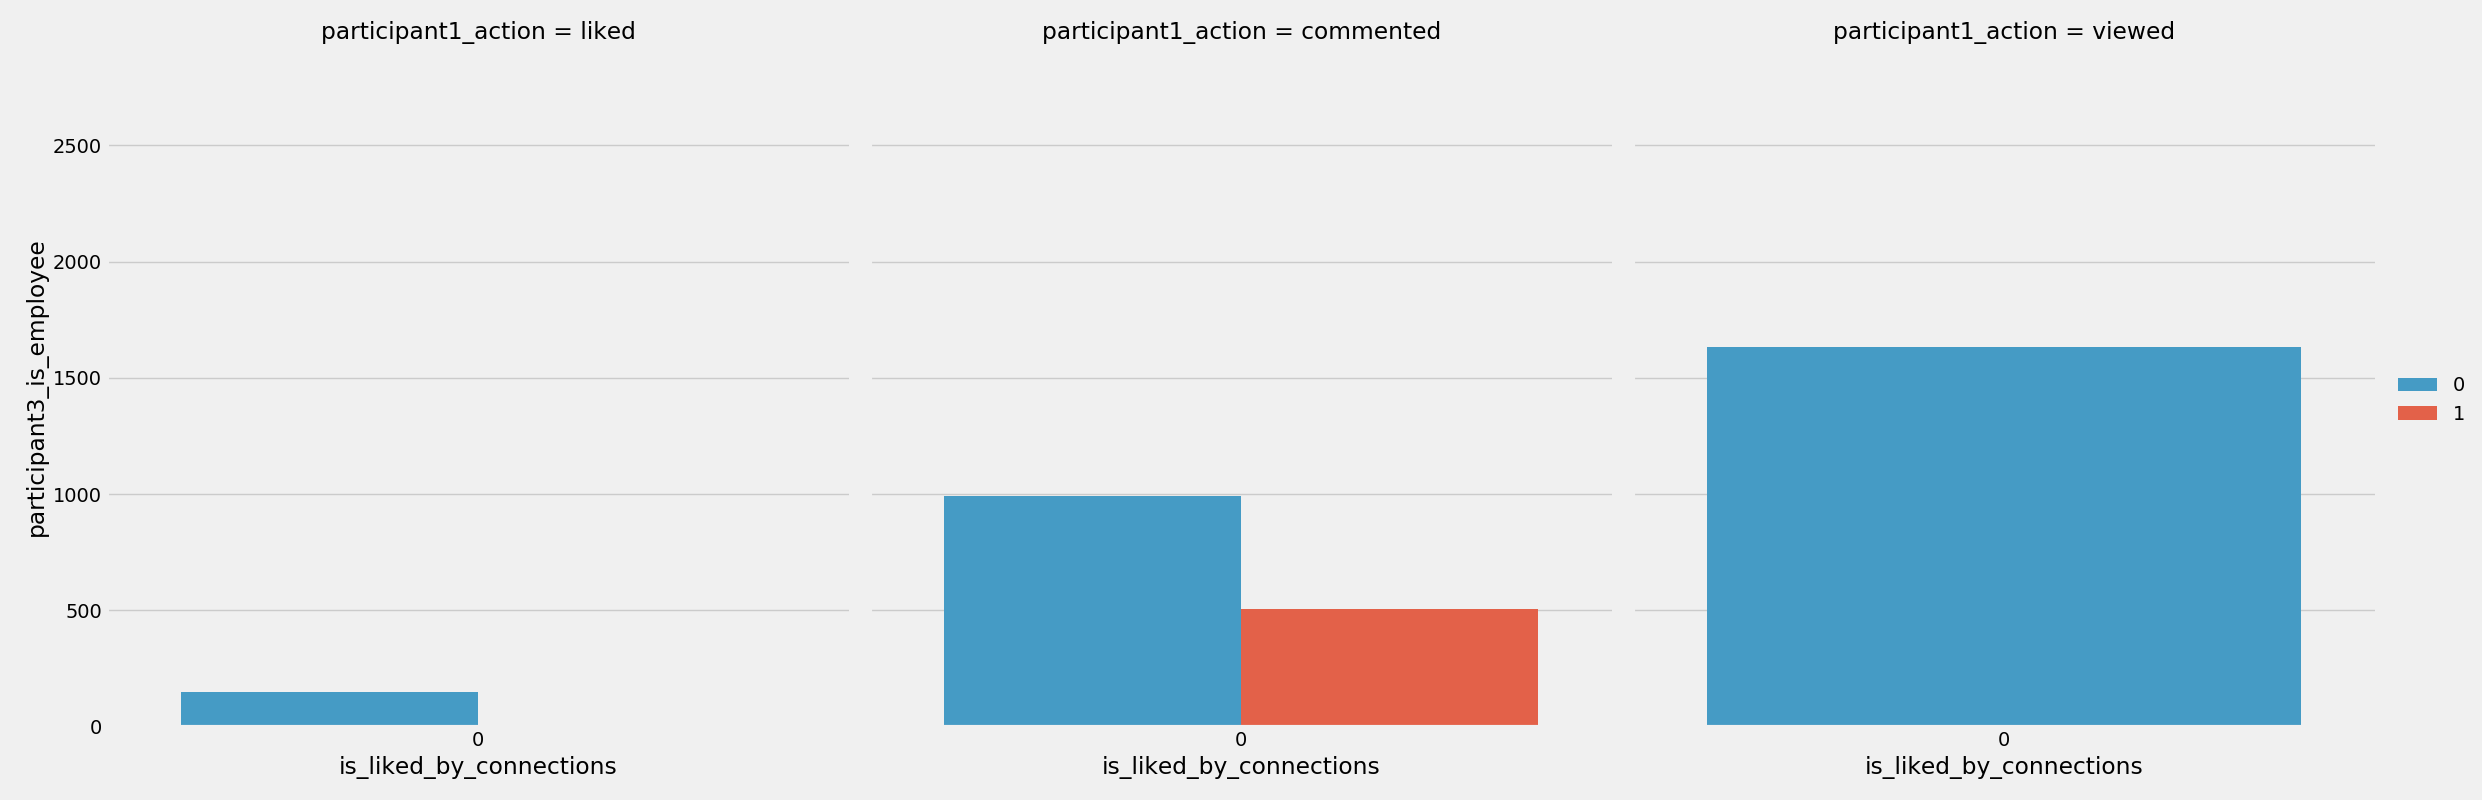 participant1_action = liked
participant1_action = commented
participant1_action = viewed
participant3_is_employee
2500
2000
1500
1000
500
0
0
0
0
is_liked_by_connections
is_liked_by_connections
is_liked_by_connections
0
1